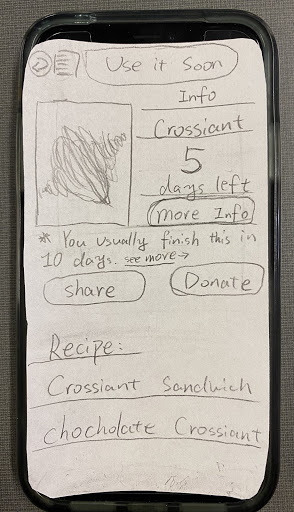 Use it Soon
Info
Crossiant
5
days left
more Info
* You usually finish this in
10 days. see more→
share
Donate
Recipe:
Crossiant Sandwich
chocholate Crossiant